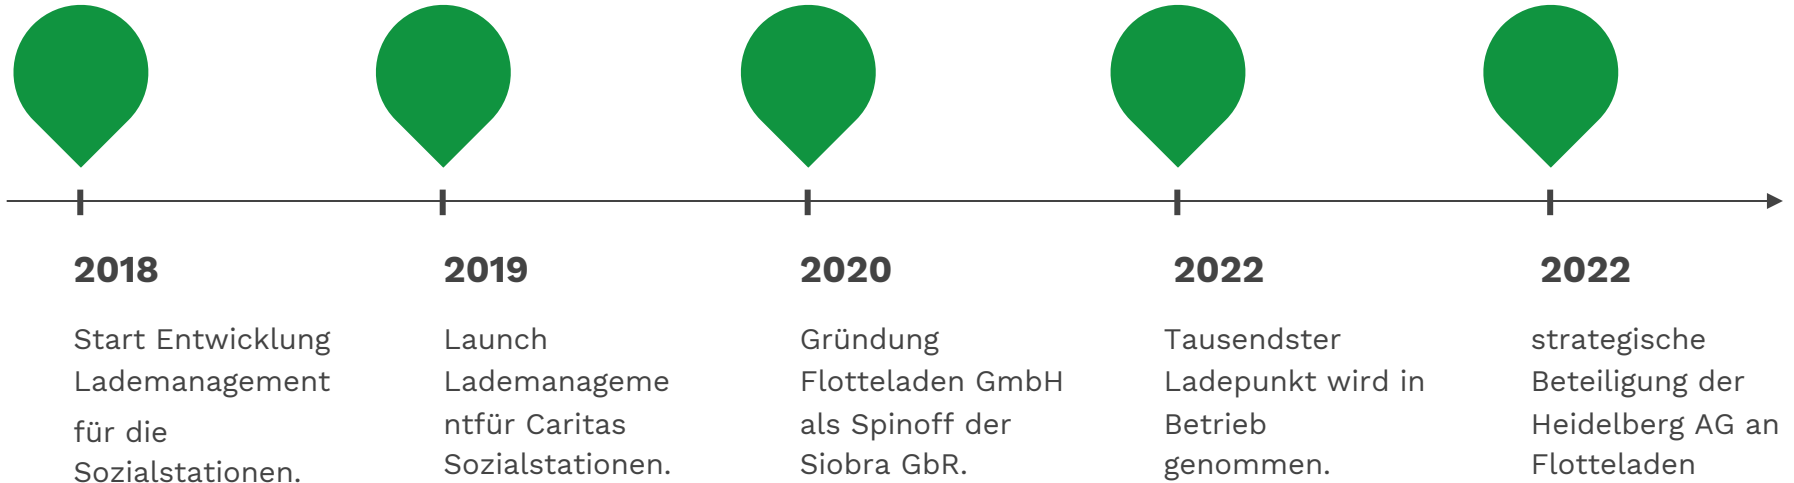 2018
Start Entwicklung
Lademanagement
für die
Sozialstationen.
2019
Launch
Lademanageme
ntfür Caritas
Sozialstationen.
2020
Gründung
Flotteladen GmbH
als Spinoff der
Siobra GbR.
2022
Tausendster
Ladepunkt wird in
Betrieb
genommen.
2022
strategische
Beteiligung der
Heidelberg AG an
Flotteladen